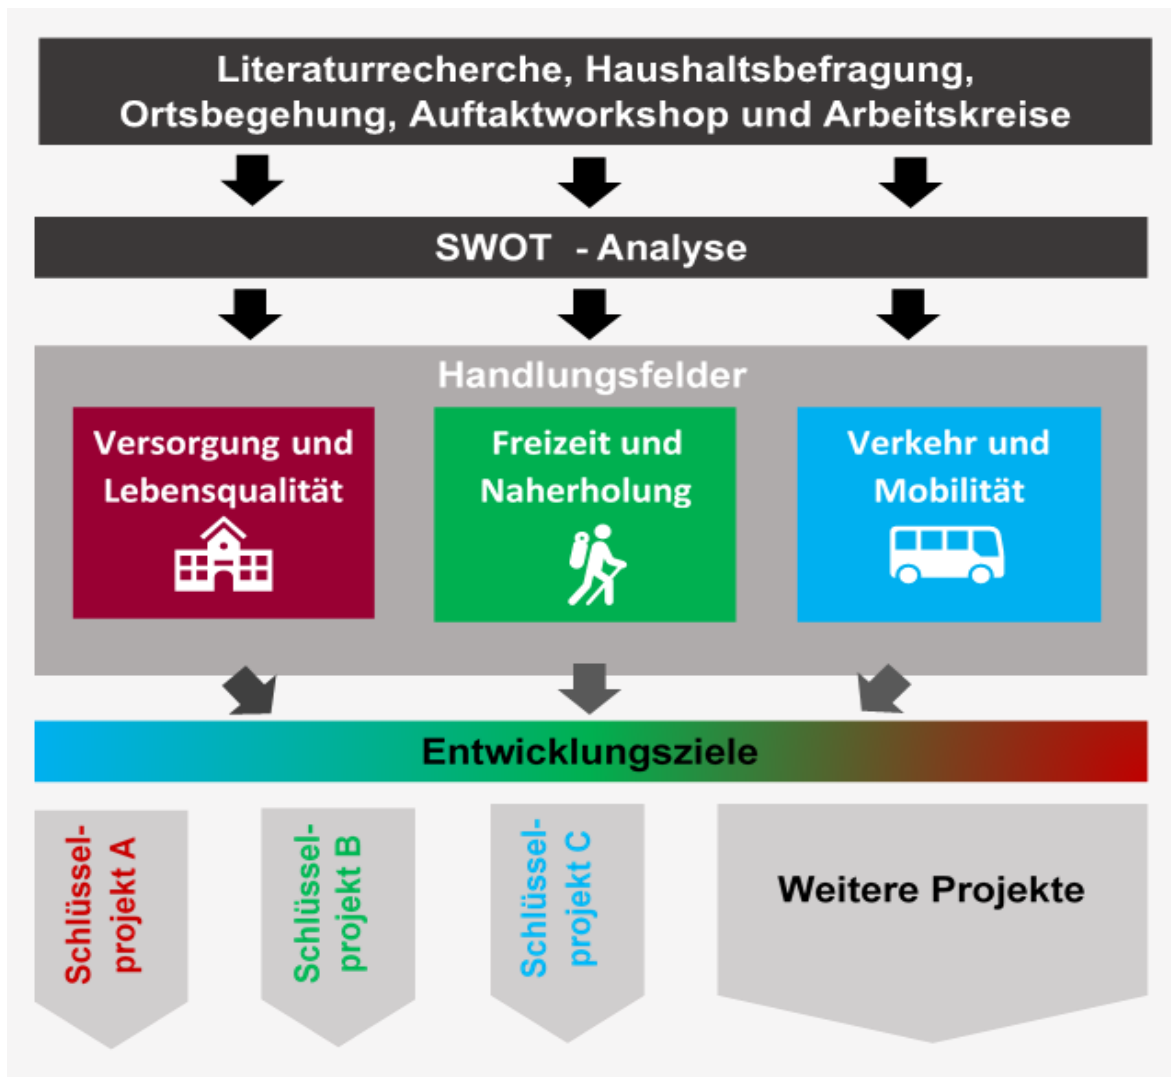 Literaturrecherche, Haushaltsbefragung,
Ortsbegehung, Auftaktworkshop und Arbeitskreise
SWOT - Analyse
Handlungsfelder
Versorgung und
Lebensqualität
Freizeit und
Naherholung
Verkehr und
Mobilität
Entwicklungsziele
Schlüssel-
projekt A
Schlüssel-
projekt B
Schlüssel-
projekt C
Weitere Projekte